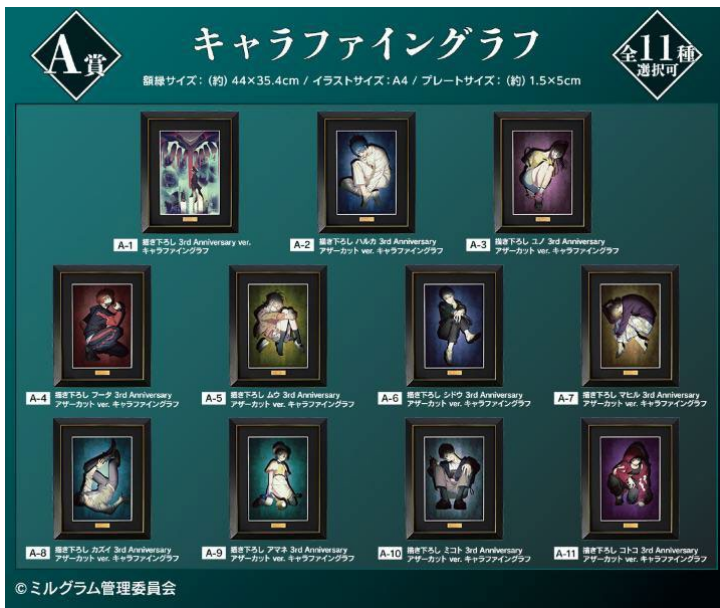 A賞
キャラファイングラフ
全11種
選択可
額縁サイズ：（約）44×35.4cm / イラストサイズ：A4 / プレートサイズ：（約）1.5×5cm
A-1 描き下ろし 3rd Anniversary ver.
キャラファイングラフ
A-2 描き下ろし ハルカ 3rd Anniversary
アザーカット ver. キャラファイングラフ
A-3 描き下ろし ユノ 3rd Anniversary
アザーカット ver. キャラファイングラフ
A-4 描き下ろし フータ 3rd Anniversary
アザーカット ver. キャラファイングラフ
A-5 描き下ろし ムウ 3rd Anniversary
アザーカット ver. キャラファイングラフ
A-6 描き下ろし シドウ 3rd Anniversary
アザーカット ver. キャラファイングラフ
A-7 描き下ろし マヒル 3rd Anniversary
アザーカット ver. キャラファイングラフ
A-8 描き下ろし カズイ 3rd Anniversary
アザーカット ver. キャラファイングラフ
A-9 描き下ろし アマネ 3rd Anniversary
アザーカット ver. キャラファイングラフ
A-10 描き下ろし ミコト 3rd Anniversary
アザーカット ver. キャラファイングラフ
A-11 描き下ろし コトコ 3rd Anniversary
アザーカット ver. キャラファイングラフ
©ミルグラム管理委員会